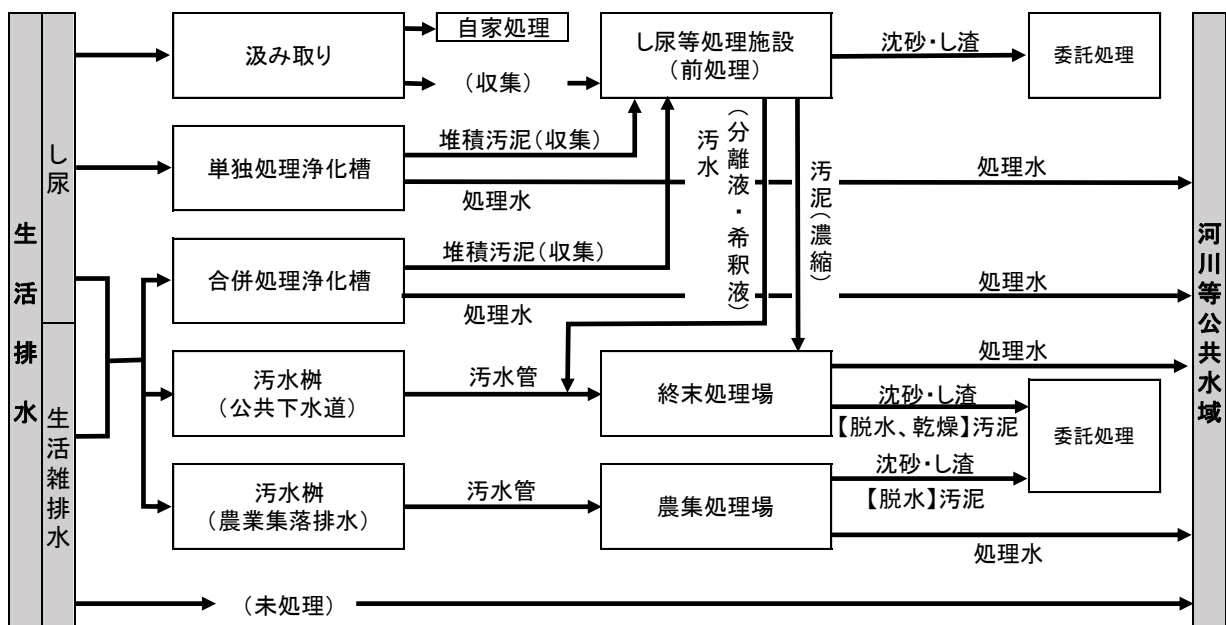 生活排水
し尿
生活雑排水
汲み取り
自家処理
(収集)
し尿等処理施設
(前処理)
沈砂・し渣
委託処理
単独処理浄化槽
堆積汚泥(収集)
処理水
処理水
合併処理浄化槽
堆積汚泥(収集)
処理水
処理水
汚水
(分離液・希釈液)
汚泥(濃縮)
汚水桝
(公共下水道)
汚水管
終末処理場
処理水
沈砂・し渣
【脱水、乾燥】汚泥
委託処理
汚水桝
(農業集落排水)
汚水管
農集処理場
沈砂・し渣
【脱水】汚泥
処理水
(未処理)
河川等公共水域